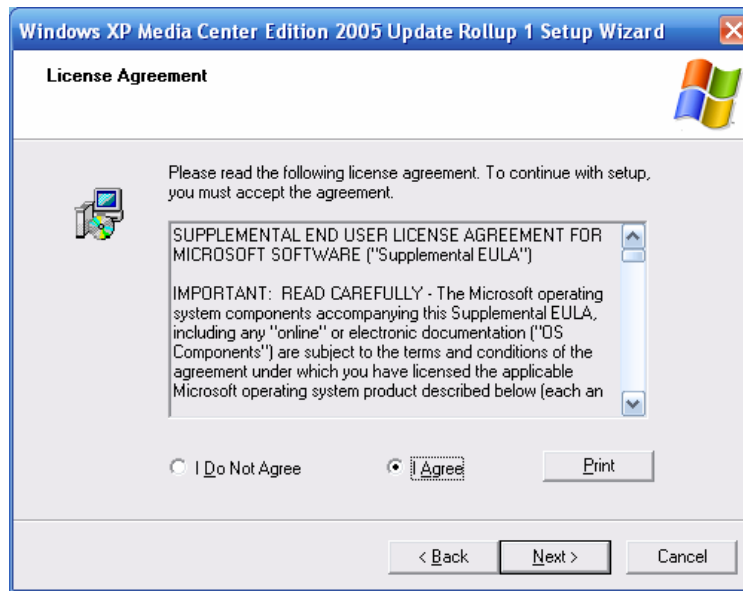 Windows XP Media Center Edition 2005 Update Rollup 1 Setup Wizard
License Agreement
Please read the following license agreement. To continue with setup,
you must accept the agreement.
SUPPLEMENTAL END USER LICENSE AGREEMENT FOR
MICROSOFT SOFTWARE ("Supplemental EULA")
IMPORTANT: READ CAREFULLY - The Microsoft operating
system components accompanying this Supplemental EULA,
including any "online" or electronic documentation ("OS
Components") are subject to the terms and conditions of the
agreement under which you have licensed the applicable
Microsoft operating system product described below (each an
I Do Not Agree
I Agree
Print
< Back
Next >
Cancel